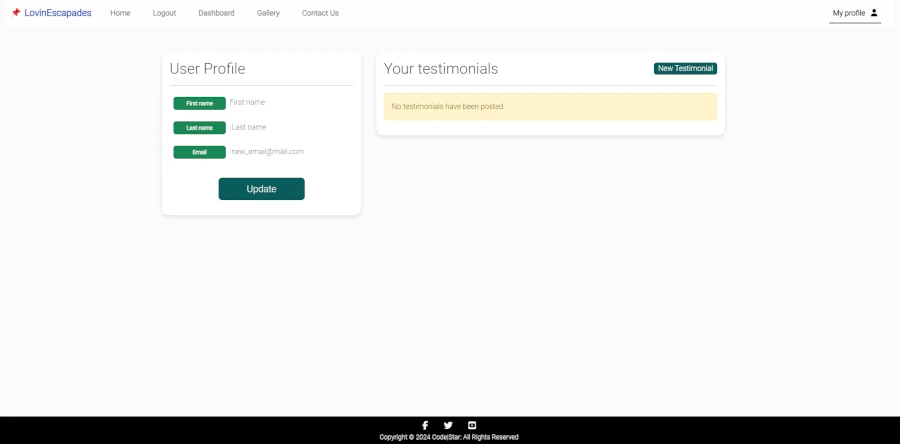 LovinEscapades Home Logout Dashboard Gallery Contact Us My profile
User Profile
First name First name
Last name Last name
Email new_email@mail.com
Update
Your testimonials New Testimonial
No testimonials have been posted.
Copyright © 2024 Code|Star: All Rights Reserved